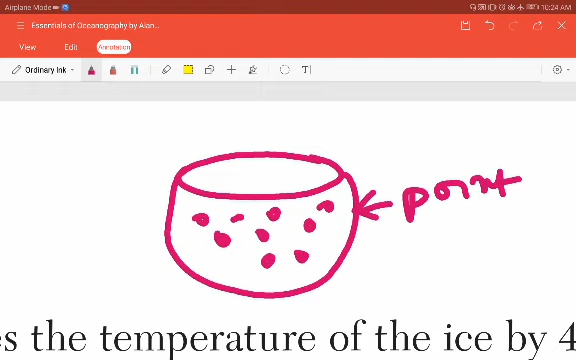 Airplane Mode 10:24 AM
Essentials of Oceanography by Alan...
View Edit Annotation
Ordinary Ink T
point
es the temperature of the ice by 4